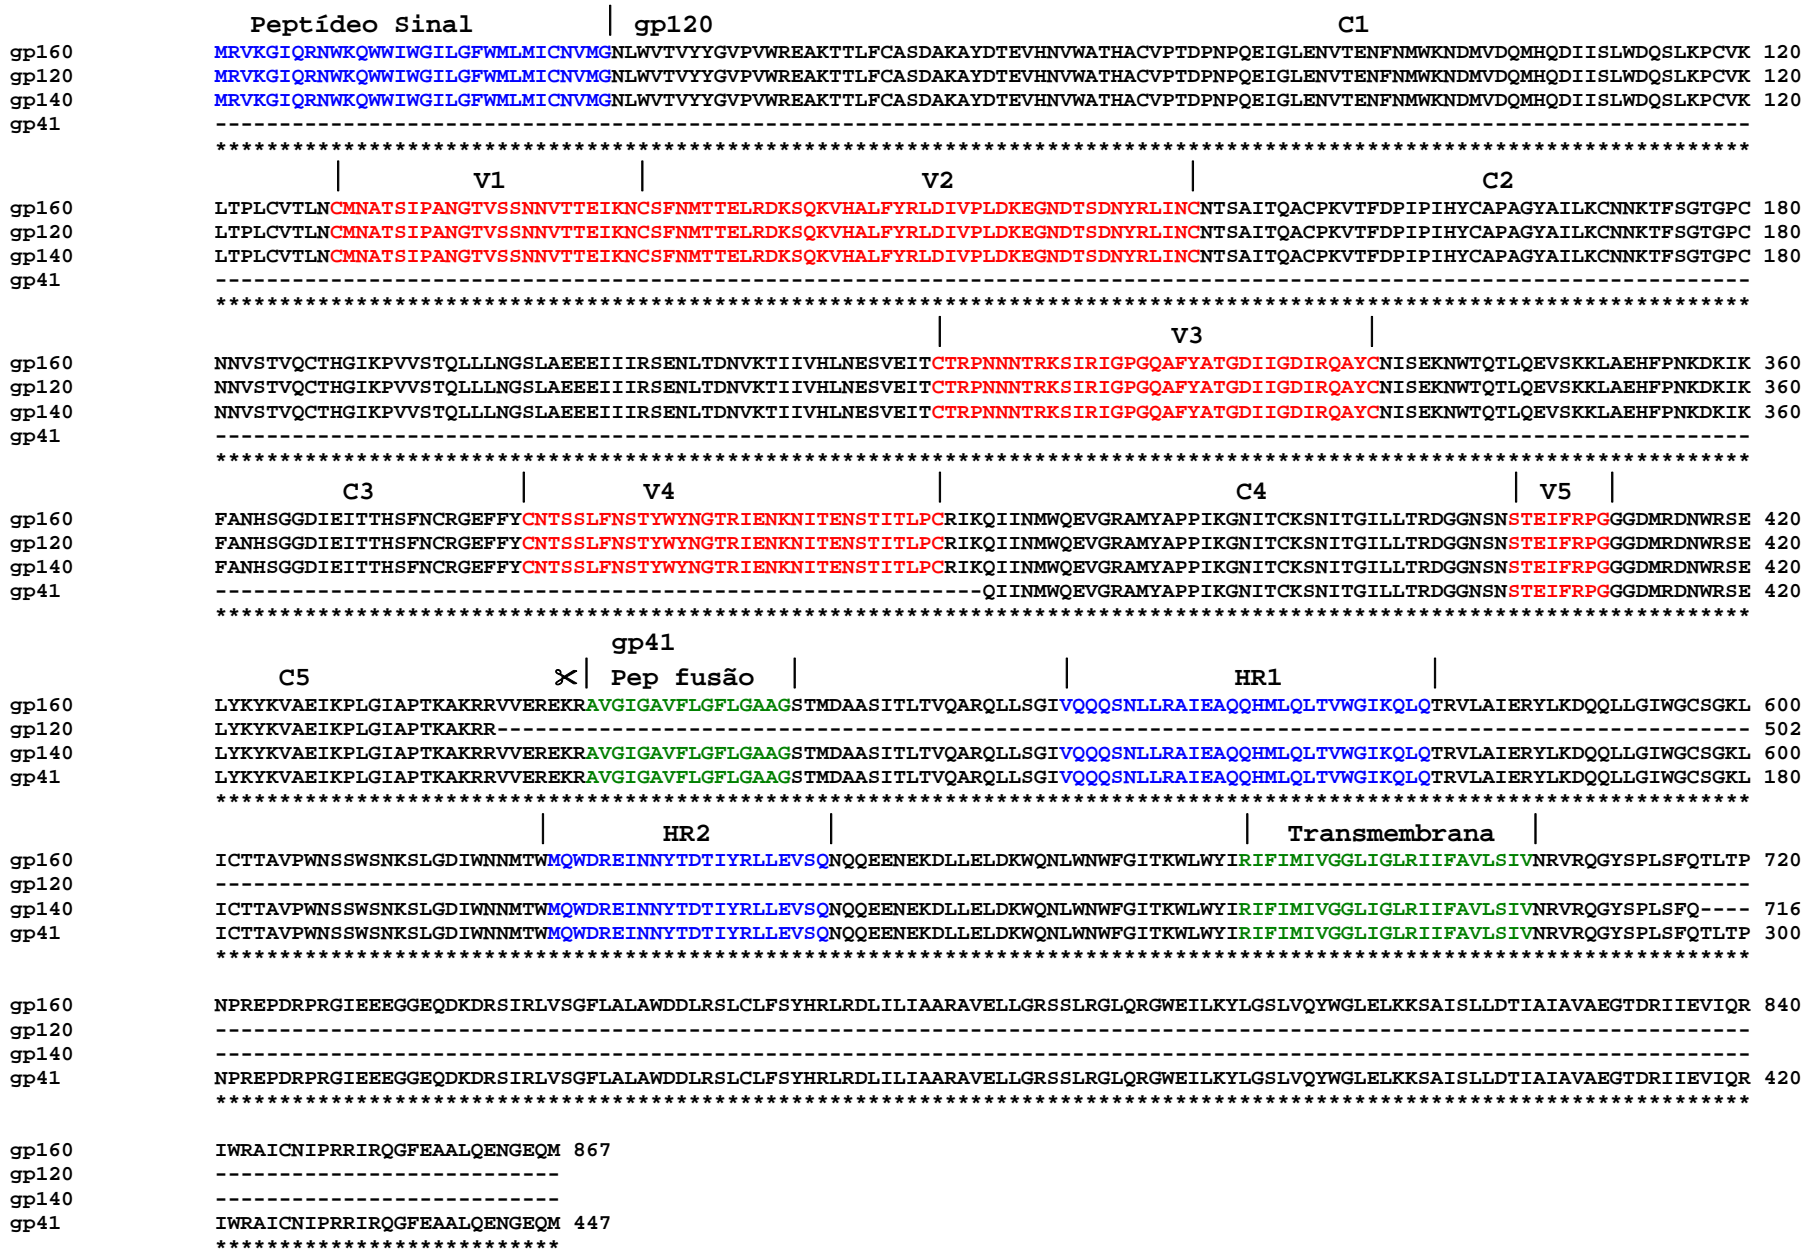 Peptídeo Sinal | gp120 C1
gp160 MRVKGIQRNWKQWWIWGILGFWMLMICNVMGNLWVTVYYGVPVWREAKTTLFCASDAKAYDTEVHNVWATHACVPTDPNPQEIGLENVTENFNMWKNDMVDQMHQDIISLWDQSLKPCVK 120
gp120 MRVKGIQRNWKQWWIWGILGFWMLMICNVMGNLWVTVYYGVPVWREAKTTLFCASDAKAYDTEVHNVWATHACVPTDPNPQEIGLENVTENFNMWKNDMVDQMHQDIISLWDQSLKPCVK 120
gp140 MRVKGIQRNWKQWWIWGILGFWMLMICNVMGNLWVTVYYGVPVWREAKTTLFCASDAKAYDTEVHNVWATHACVPTDPNPQEIGLENVTENFNMWKNDMVDQMHQDIISLWDQSLKPCVK 120
gp41 ------------------------------------------------------------------------------------------------------------------------
************************************************************************************************************************
| V1 | V2 | C2
gp160 LTPLCVTLNCMNATSIPANGTVSSNNVTTEIKNCSFNMTTELRDKSQKVHALFYRLDIVPLDKEGNDTSDNYRLINCNTSAITQACPKVTFDPIPIHYCAPAGYAILKCNNKTFSGTGPC 180
gp120 LTPLCVTLNCMNATSIPANGTVSSNNVTTEIKNCSFNMTTELRDKSQKVHALFYRLDIVPLDKEGNDTSDNYRLINCNTSAITQACPKVTFDPIPIHYCAPAGYAILKCNNKTFSGTGPC 180
gp140 LTPLCVTLNCMNATSIPANGTVSSNNVTTEIKNCSFNMTTELRDKSQKVHALFYRLDIVPLDKEGNDTSDNYRLINCNTSAITQACPKVTFDPIPIHYCAPAGYAILKCNNKTFSGTGPC 180
gp41 ------------------------------------------------------------------------------------------------------------------------
************************************************************************************************************************
| V3 |
gp160 NNVSTVQCTHGIKPVVSTQLLLNGSLAEEEIIIRSENLTDNVKTIIVHLNESVEITCTRPNNNTRKSIRIGPGQAFYATGDIIGDIRQAYCNISEKNWTQTLQEVSKKLAEHFPNKDKIK 360
gp120 NNVSTVQCTHGIKPVVSTQLLLNGSLAEEEIIIRSENLTDNVKTIIVHLNESVEITCTRPNNNTRKSIRIGPGQAFYATGDIIGDIRQAYCNISEKNWTQTLQEVSKKLAEHFPNKDKIK 360
gp140 NNVSTVQCTHGIKPVVSTQLLLNGSLAEEEIIIRSENLTDNVKTIIVHLNESVEITCTRPNNNTRKSIRIGPGQAFYATGDIIGDIRQAYCNISEKNWTQTLQEVSKKLAEHFPNKDKIK 360
gp41 ------------------------------------------------------------------------------------------------------------------------
************************************************************************************************************************
C3 | V4 | C4 | V5 |
gp160 FANHSGGDIEITTHSFNCRGEFFYCNTSSLFNSTYWYNGTRIENKNITENSTITLPCRIKQIINMWQEVGRAMYAPPIKGNITCKSNITGILLTRDGGNSNSTEIFRPGGGDMRDNWRSE 420
gp120 FANHSGGDIEITTHSFNCRGEFFYCNTSSLFNSTYWYNGTRIENKNITENSTITLPCRIKQIINMWQEVGRAMYAPPIKGNITCKSNITGILLTRDGGNSNSTEIFRPGGGDMRDNWRSE 420
gp140 FANHSGGDIEITTHSFNCRGEFFYCNTSSLFNSTYWYNGTRIENKNITENSTITLPCRIKQIINMWQEVGRAMYAPPIKGNITCKSNITGILLTRDGGNSNSTEIFRPGGGDMRDNWRSE 420
gp41 ------------------------------------------------------------QIINMWQEVGRAMYAPPIKGNITCKSNITGILLTRDGGNSNSTEIFRPGGGDMRDNWRSE 420
************************************************************************************************************************
gp41
C5 ✂| Pep fusão | | HR1 |
gp160 LYKYKVAEIKPLGIAPTKAKRRVVEREKRAVGIGAVFLGFLGAAGSTMDAASITLTVQARQLLSGIVQQQSNLLRAIEAQQHMLQLTVWGIKQLQTRVLAIERYLKDQQLLGIWGCSGKL 600
gp120 LYKYKVAEIKPLGIAPTKAKRR-------------------------------------------------------------------------------------------------- 502
gp140 LYKYKVAEIKPLGIAPTKAKRRVVEREKRAVGIGAVFLGFLGAAGSTMDAASITLTVQARQLLSGIVQQQSNLLRAIEAQQHMLQLTVWGIKQLQTRVLAIERYLKDQQLLGIWGCSGKL 600
gp41 LYKYKVAEIKPLGIAPTKAKRRVVEREKRAVGIGAVFLGFLGAAGSTMDAASITLTVQARQLLSGIVQQQSNLLRAIEAQQHMLQLTVWGIKQLQTRVLAIERYLKDQQLLGIWGCSGKL 180
************************************************************************************************************************
| HR2 | | Transmembrana |
gp160 ICTTAVPWNSSWSNKSLGDIWNNMTWMQWDREINNYTDTIYRLLEVSQNQQEENEKDLLELDKWQNLWNWFGITKWLWYIRIFIMIVGGLIGLRIIFAVLSIVNRVRQGYSPLSFQTLTP 720
gp120 ------------------------------------------------------------------------------------------------------------------------
gp140 ICTTAVPWNSSWSNKSLGDIWNNMTWMQWDREINNYTDTIYRLLEVSQNQQEENEKDLLELDKWQNLWNWFGITKWLWYIRIFIMIVGGLIGLRIIFAVLSIVNRVRQGYSPLSFQ---- 716
gp41 ICTTAVPWNSSWSNKSLGDIWNNMTWMQWDREINNYTDTIYRLLEVSQNQQEENEKDLLELDKWQNLWNWFGITKWLWYIRIFIMIVGGLIGLRIIFAVLSIVNRVRQGYSPLSFQTLTP 300
************************************************************************************************************************
gp160 NPREPDRPRGIEEEGGEQDKDRSIRLVSGFLALAWDDLRSLCLFSYHRLRDLILIAARAVELLGRSSLRGLQRGWEILKYLGSLVQYWGLELKKSAISLLDTIAIAVAEGTDRIIEVIQR 840
gp120 ------------------------------------------------------------------------------------------------------------------------
gp140 ------------------------------------------------------------------------------------------------------------------------
gp41 NPREPDRPRGIEEEGGEQDKDRSIRLVSGFLALAWDDLRSLCLFSYHRLRDLILIAARAVELLGRSSLRGLQRGWEILKYLGSLVQYWGLELKKSAISLLDTIAIAVAEGTDRIIEVIQR 420
************************************************************************************************************************
gp160 IWRAICNIPRRIRQGFEAALQENGEQM 867
gp120 ---------------------------
gp140 ---------------------------
gp41 IWRAICNIPRRIRQGFEAALQENGEQM 447
***************************